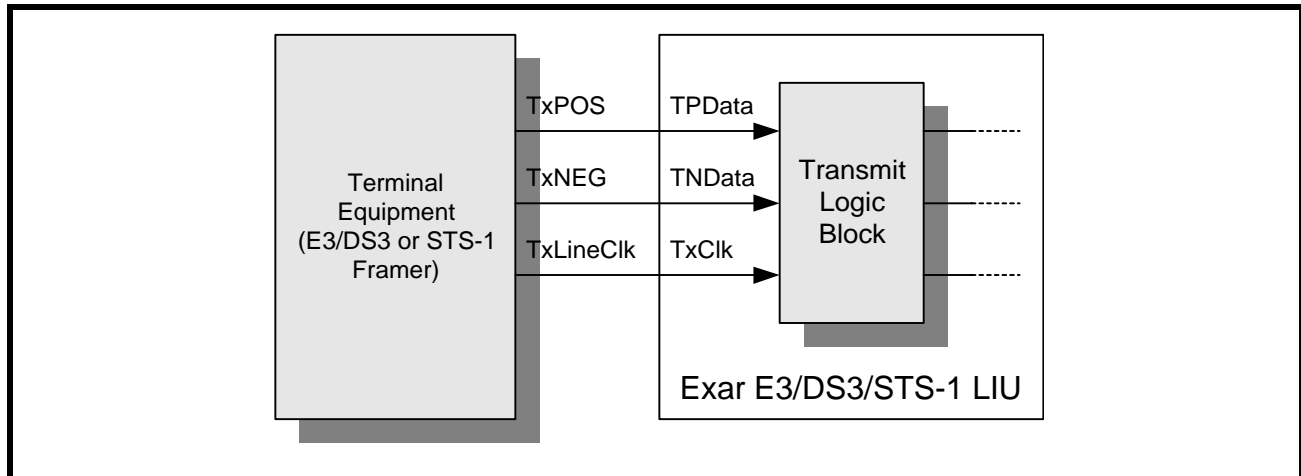 Terminal
Equipment
(E3/DS3 or STS-1
Framer)
TxPOS
TPData
TxNEG
TNData
TxLineClk
TxClk
Transmit
Logic
Block
Exar E3/DS3/STS-1 LIU